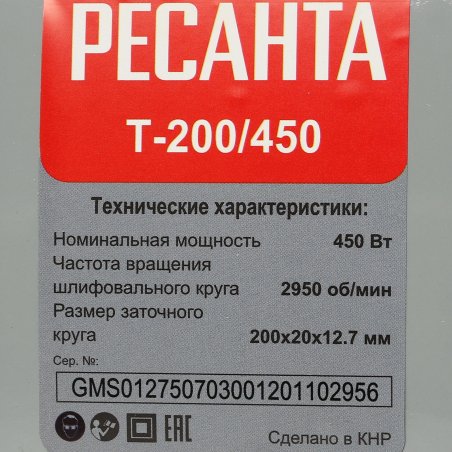 РЕСАНТА
Т-200/450
Технические характеристики:
Номинальная мощность 450 Вт
Частота вращения
шлифовального круга 2950 об/мин
Размер заточного
круга 200х20х12.7 мм
Сер. №:
GMS012750703001201102956
EAC
Сделано в КНР